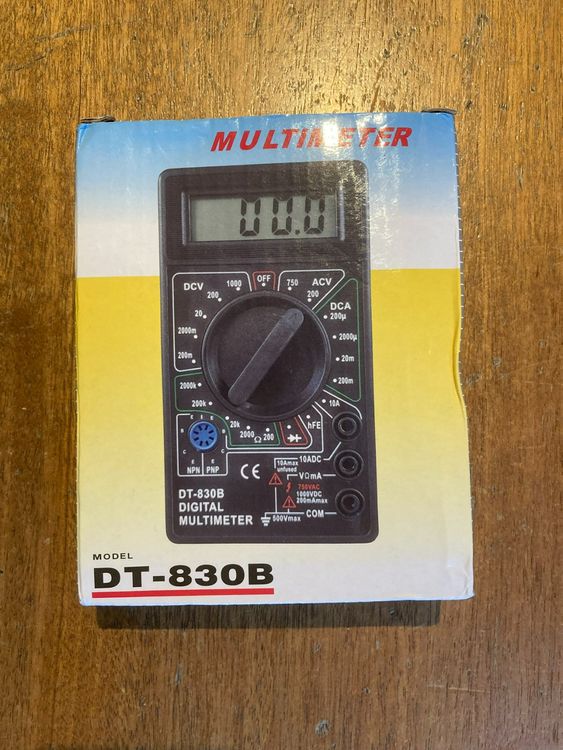 MULTIMETER
00.0
DCV
1000
OFF
750
ACV
200
200
DCA
20
200µ
2000m
2000µ
200m
20m
2000k
200m
200k
10A
20k
2000
Ω
200
hFE
E
E
E
B
B
C
C
E
E
NPN
PNP
10Amax
unfused
10ADC
VΩmA
CE
750VAC
1000VDC
200mAmax
DT-830B
DIGITAL
MULTIMETER
500Vmax
COM
MODEL
DT-830B